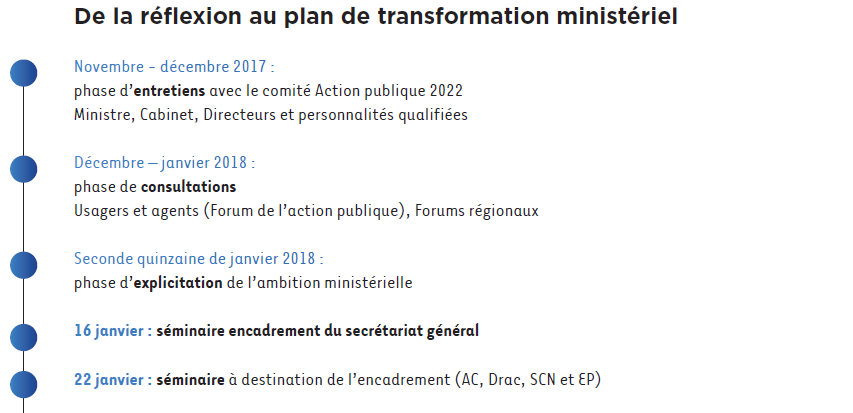 De la réflexion au plan de transformation ministériel
Novembre – décembre 2017 :
phase d’entretiens avec le comité Action publique 2022
Ministre, Cabinet, Directeurs et personnalités qualifiées
Décembre – janvier 2018 :
phase de consultations
Usagers et agents (Forum de l’action publique), Forums régionaux
Seconde quinzaine de janvier 2018 :
phase d’explicitation de l’ambition ministérielle
16 janvier : séminaire encadrement du secrétariat général
22 janvier : séminaire à destination de l’encadrement (AC, Drac, SCN et EP)